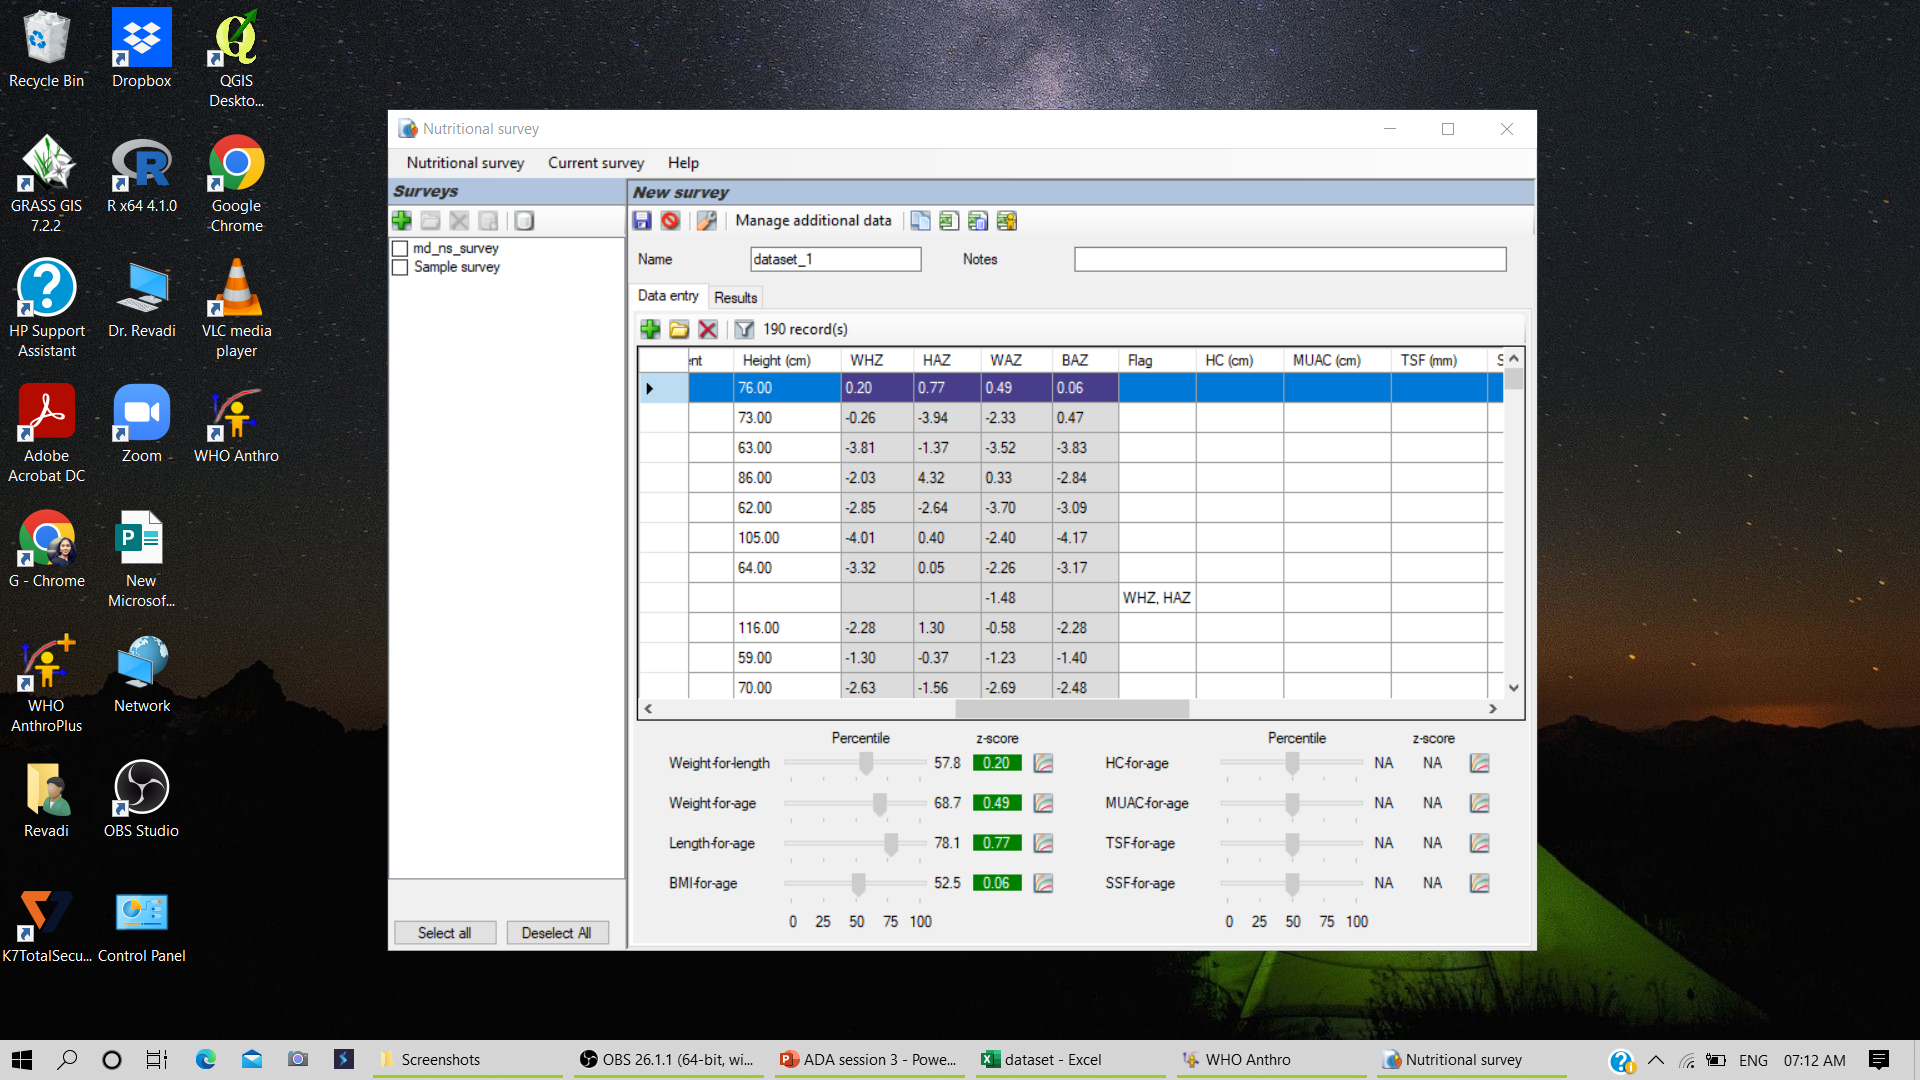 Recycle Bin
Dropbox
QGIS
Deskto...
GRASS GIS
7.2.2
R x64 4.1.0
Google
Chrome
HP Support
Assistant
Dr. Revadi
VLC media
player
Adobe
Acrobat DC
Zoom
WHO Anthro
G - Chrome
New
Microsof...
WHO
AnthroPlus
Network
Revadi
OBS Studio
K7TotalSecu...
Control Panel
Nutritional survey
Nutritional survey Current survey Help
Surveys
md_ns_survey
Sample survey
Select all Deselect All
New survey
Manage additional data
Name dataset_1 Notes
Data entry Results
190 record(s)
Height (cm) WHZ HAZ WAZ BAZ Flag HC (cm) MUAC (cm) TSF (mm)
76.00 0.20 0.77 0.49 0.06
73.00 -0.26 -3.94 -2.33 0.47
63.00 -3.81 -1.37 -3.52 -3.83
86.00 -2.03 4.32 0.33 -2.84
62.00 -2.85 -2.64 -3.70 -3.09
105.00 -4.01 0.40 -2.40 -4.17
64.00 -3.32 0.05 -2.26 -3.17
-1.48 WHZ, HAZ
116.00 -2.28 1.30 -0.58 -2.28
59.00 -1.30 -0.37 -1.23 -1.40
70.00 -2.63 -1.56 -2.69 -2.48
Percentile z-score Percentile z-score
Weight-for-length 57.8 0.20 HC-for-age NA NA
Weight-for-age 68.7 0.49 MUAC-for-age NA NA
Length-for-age 78.1 0.77 TSF-for-age NA NA
BMI-for-age 52.5 0.06 SSF-for-age NA NA
0 25 50 75 100 0 25 50 75 100
Screenshots OBS 26.1.1 (64-bit, wi... ADA session 3 - Powe... dataset - Excel WHO Anthro Nutritional survey ENG 07:12 AM